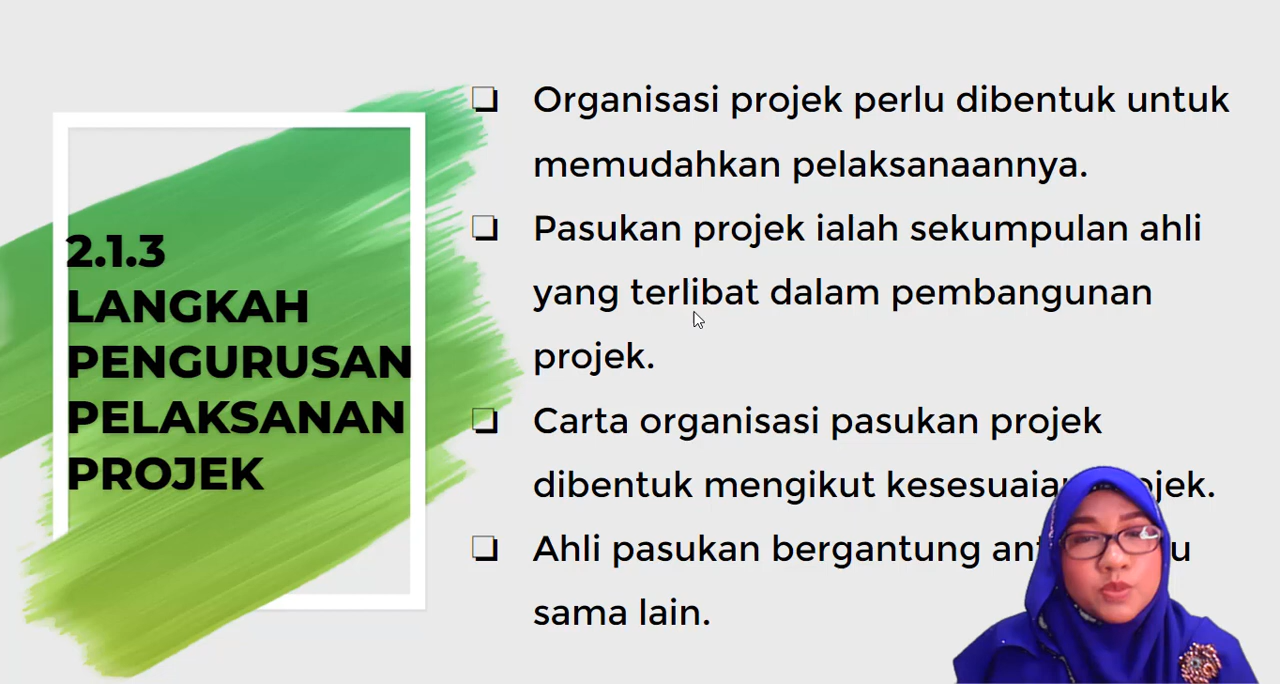 2.1.3
LANGKAH
PENGURUSAN
PELAKSANAN
PROJEK
Organisasi projek perlu dibentuk untuk
memudahkan pelaksanaannya.
Pasukan projek ialah sekumpulan ahli
yang terlibat dalam pembangunan
projek.
Carta organisasi pasukan projek
dibentuk mengikut
Ahli pasukan bergantung
sama lain.